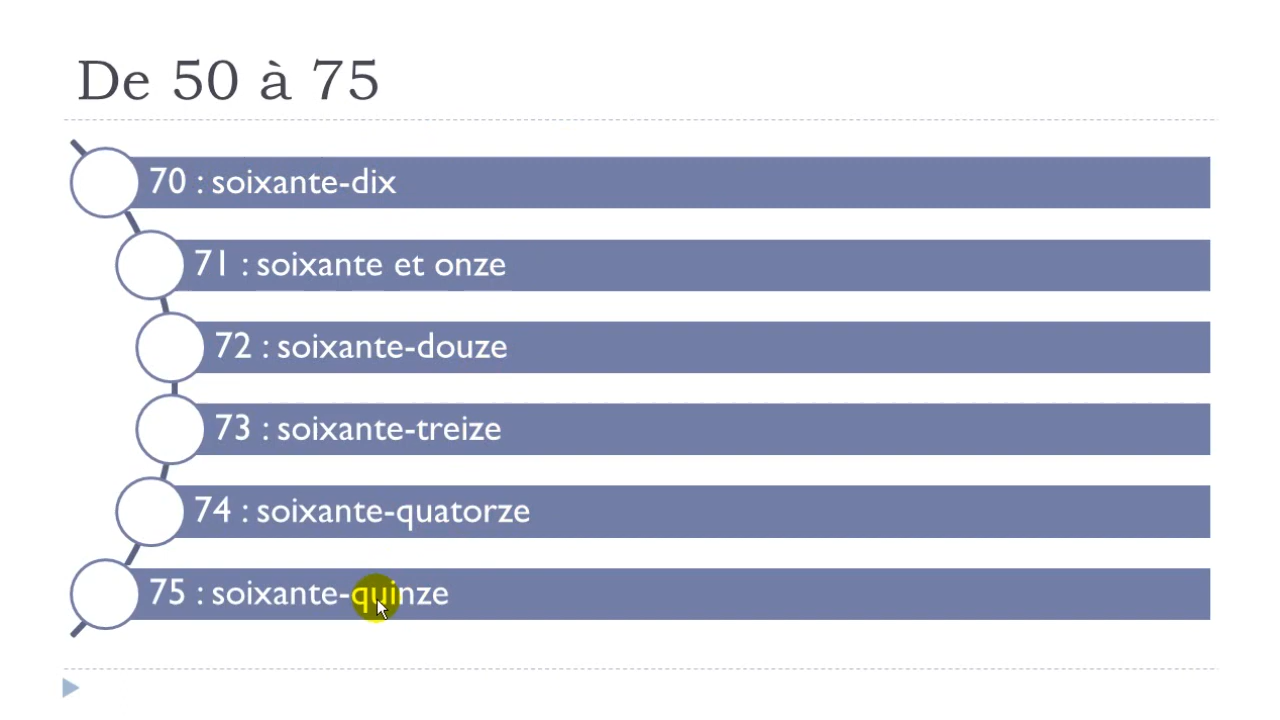 De 50 à 75
70 : soixante-dix
71 : soixante et onze
72 : soixante-douze
73 : soixante-treize
74 : soixante-quatorze
75 : soixante-quinze